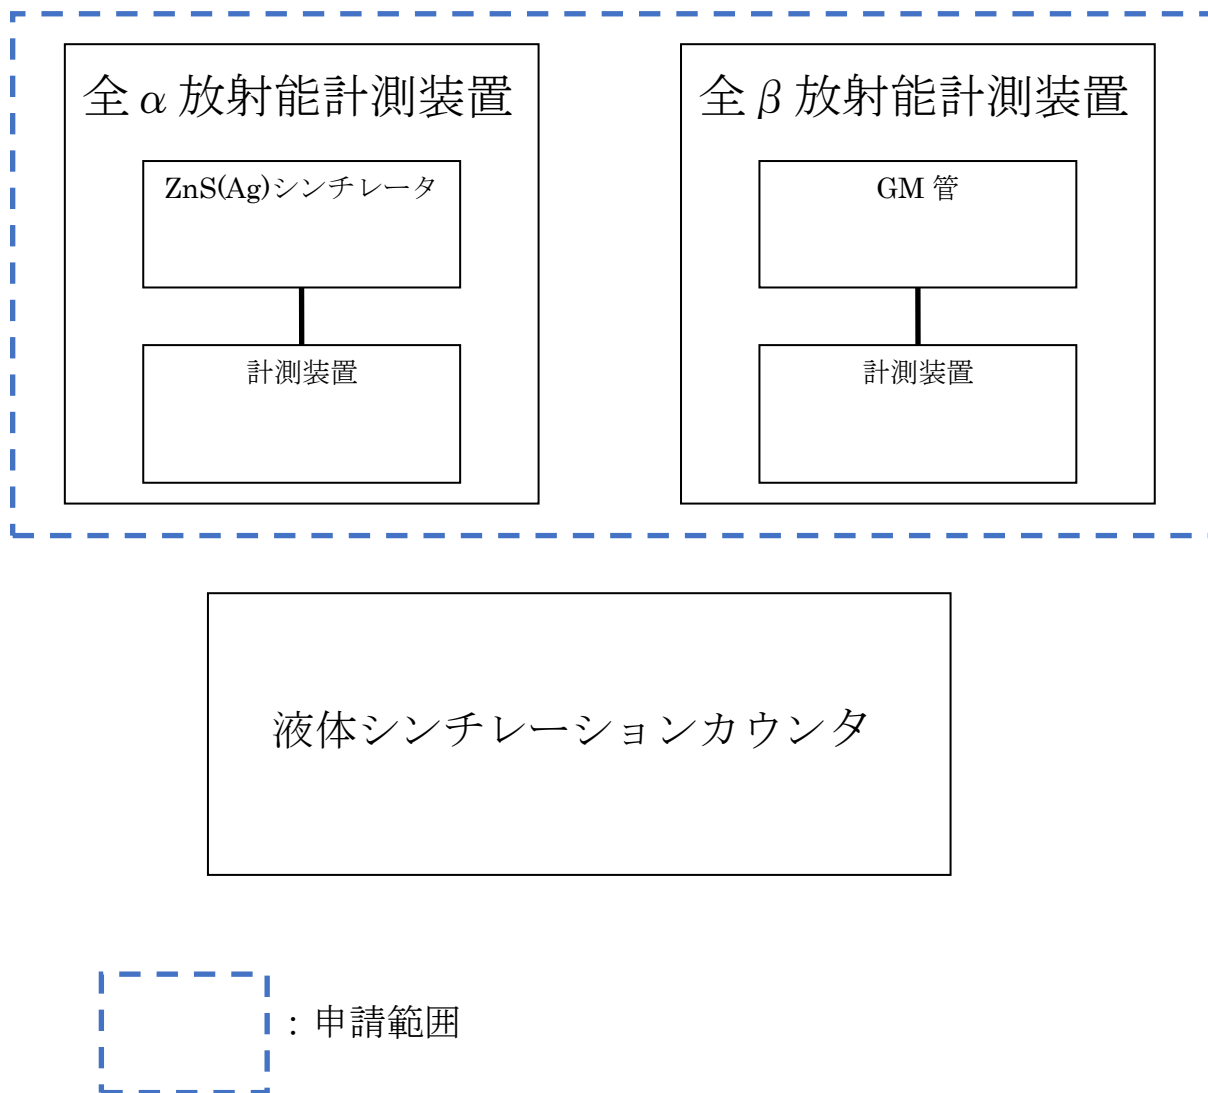 全α放射能計測装置
ZnS(Ag)シンチレータ
計測装置
全β放射能計測装置
GM 管
計測装置
液体シンチレーションカウンタ
：申請範囲